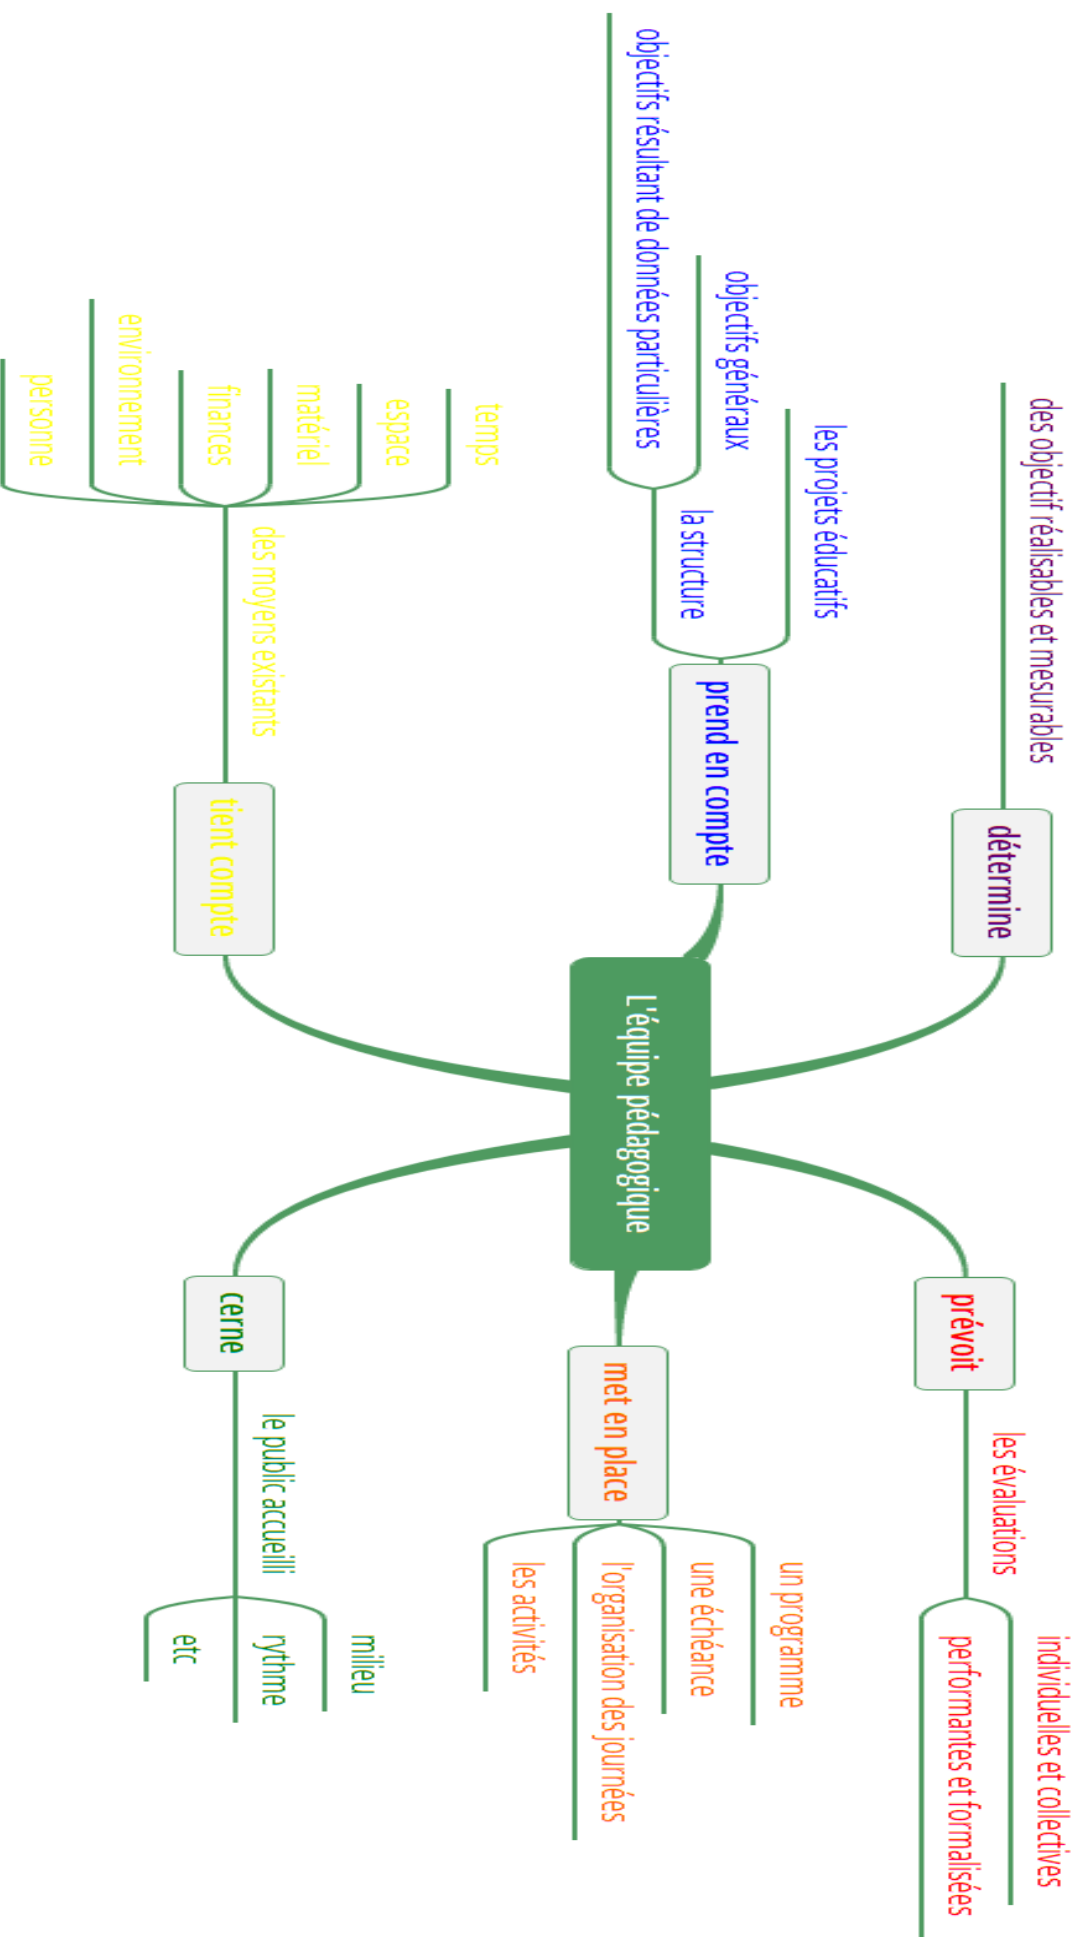 L'équipe pédagogique
prévoit
les évaluations
individuelles et collectives
performantes et formalisées
met en place
un programme
une échéance
l'organisation des journées
les activités
cerne
le public accueilli
milieu
rythme
etc
détermine
des objectif réalisables et mesurables
prend en compte
les projets éducatifs
la structure
objectifs généraux
objectifs résultant de données particulières
tient compte
des moyens existants
temps
espace
matériel
finances
environnement
personne